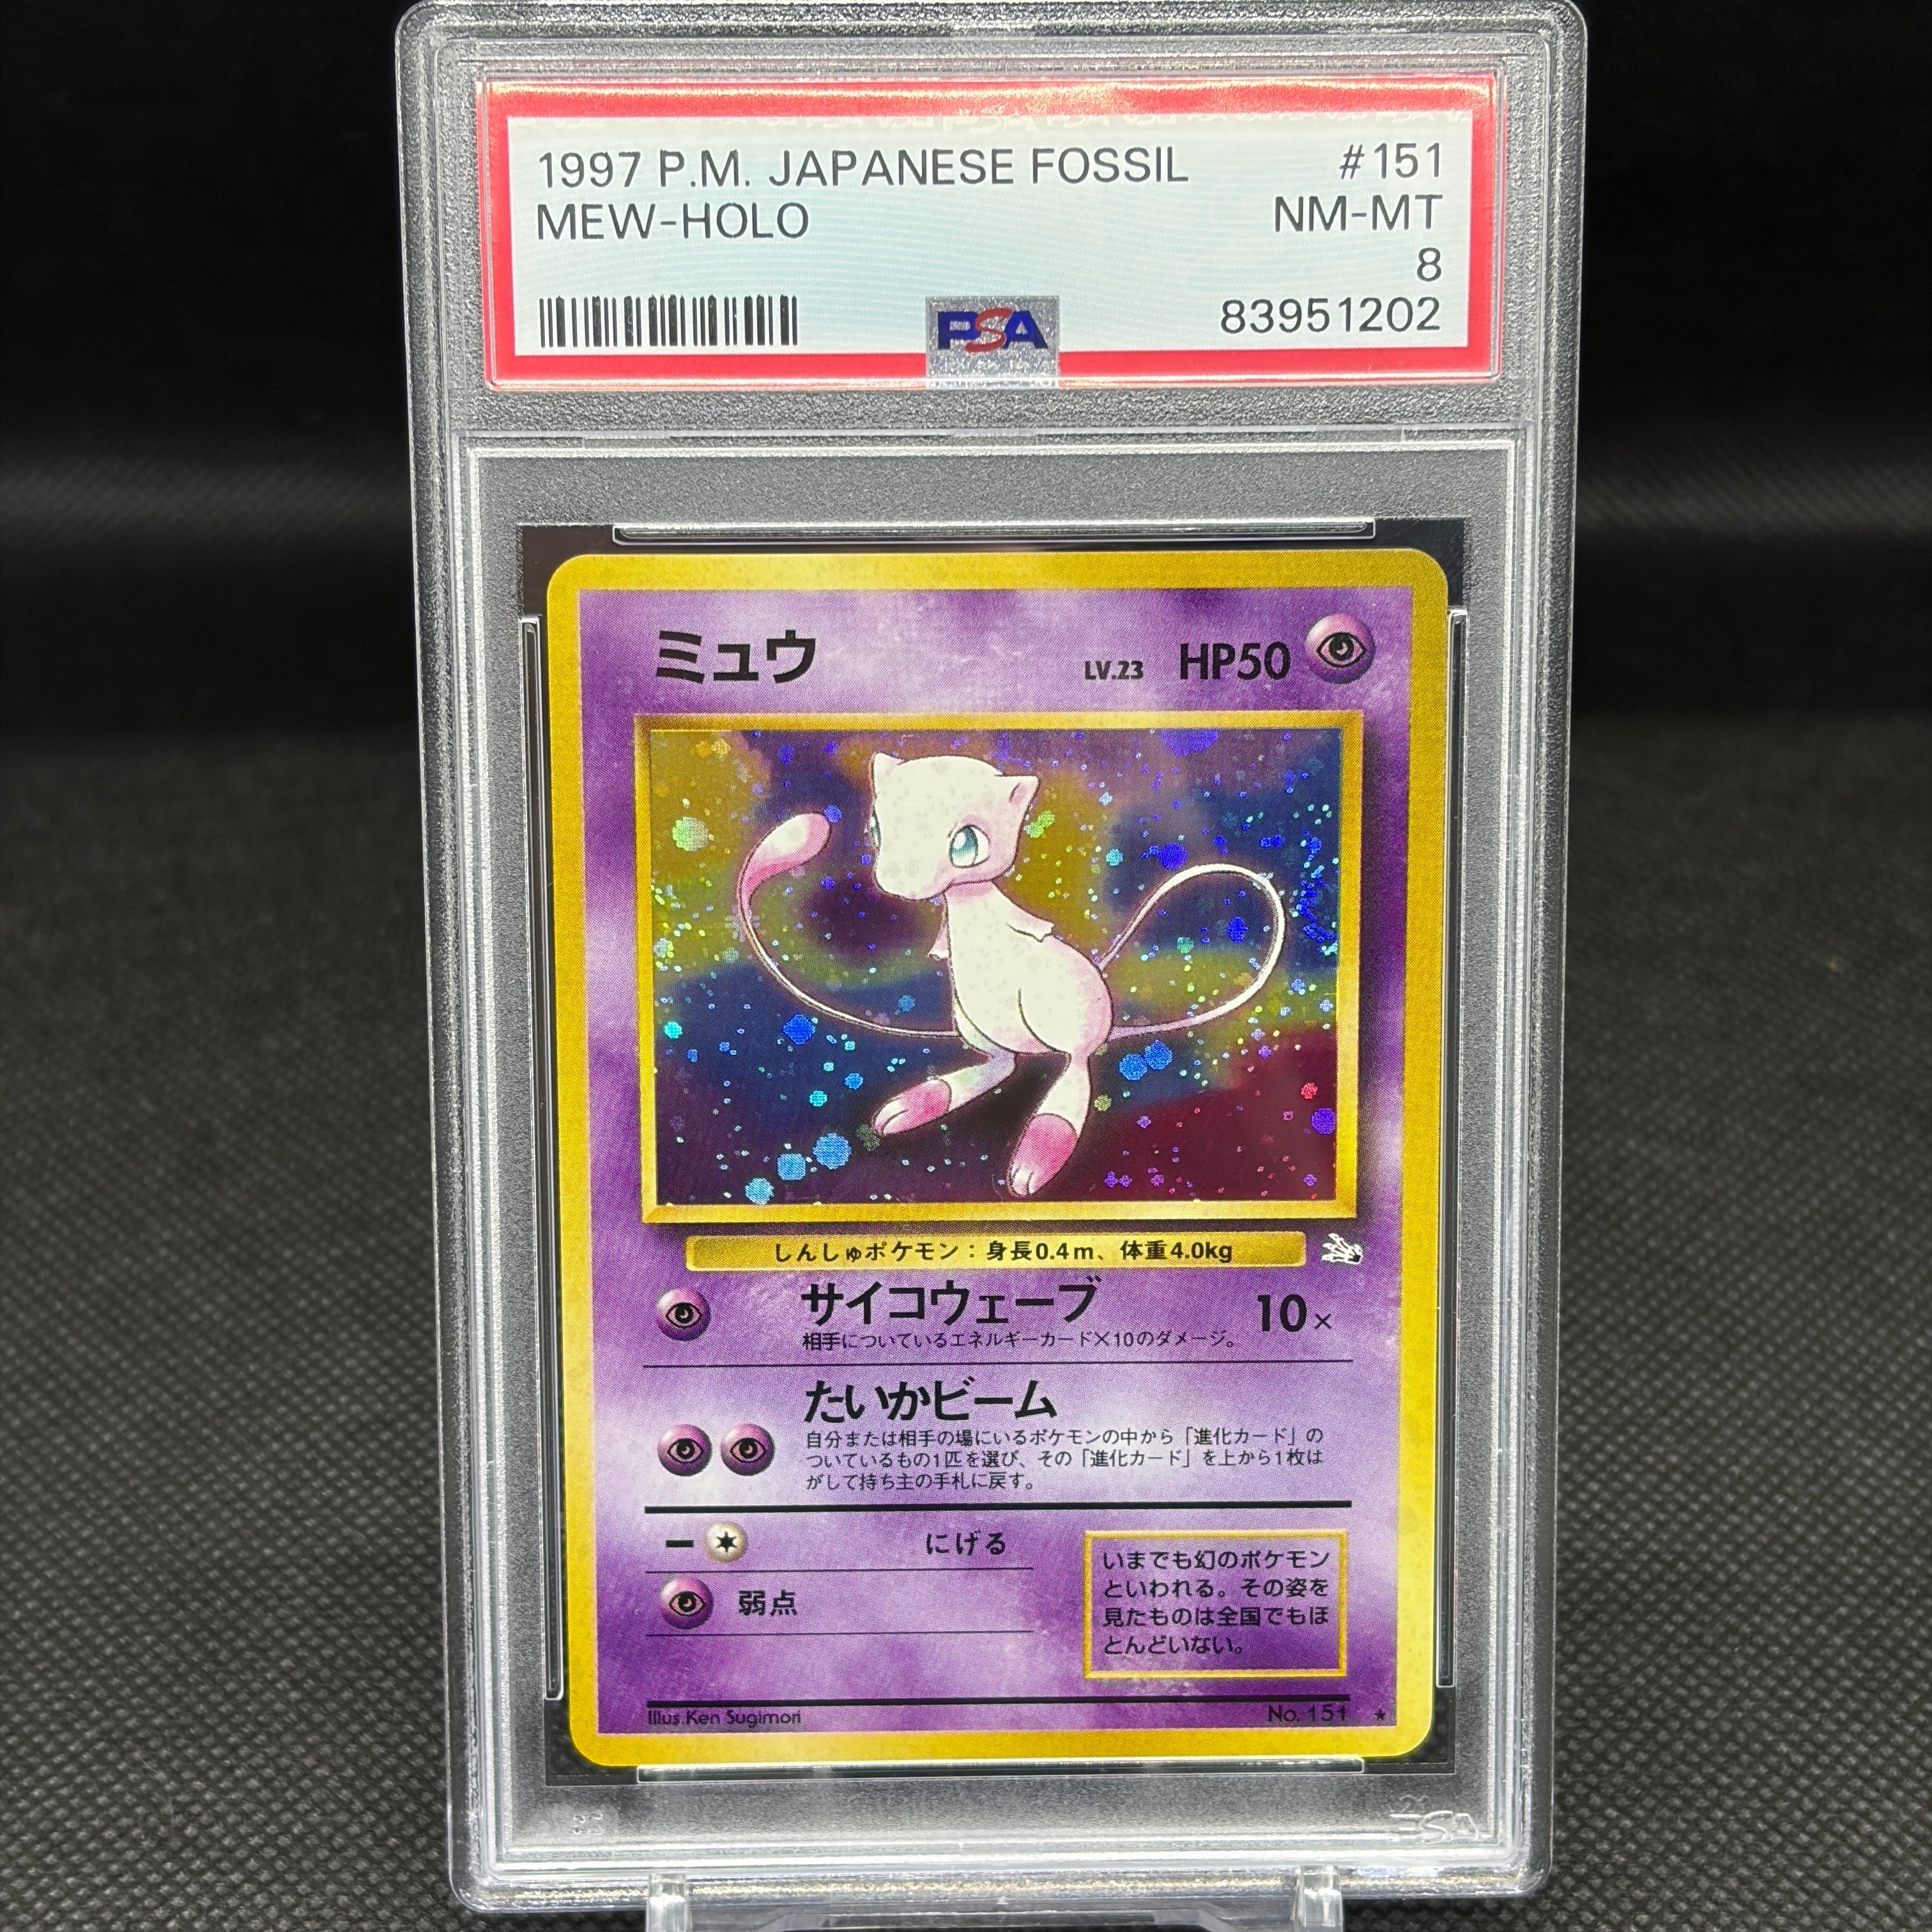 1997 P.M. JAPANESE FOSSIL #151
MEW-HOLO NM-MT
8
PSA 83951202
ミュウ LV.23 HP50
しんしゅポケモン：身長0.4m、体重4.0kg
サイコウェーブ 10×
相手についているエネルギーカード×10のダメージ。
たいかビーム
自分または相手の場にいるポケモンの中から「進化カード」の
ついているもの1匹を選び、その「進化カード」を上から1枚は
がして持ち主の手札に戻す。
にげる
弱点
いまでも幻のポケモン
といわれる。その姿を
見たものは全国でもほ
とんどいない。
Illus.Ken Sugimori No. 151 ★
PSA